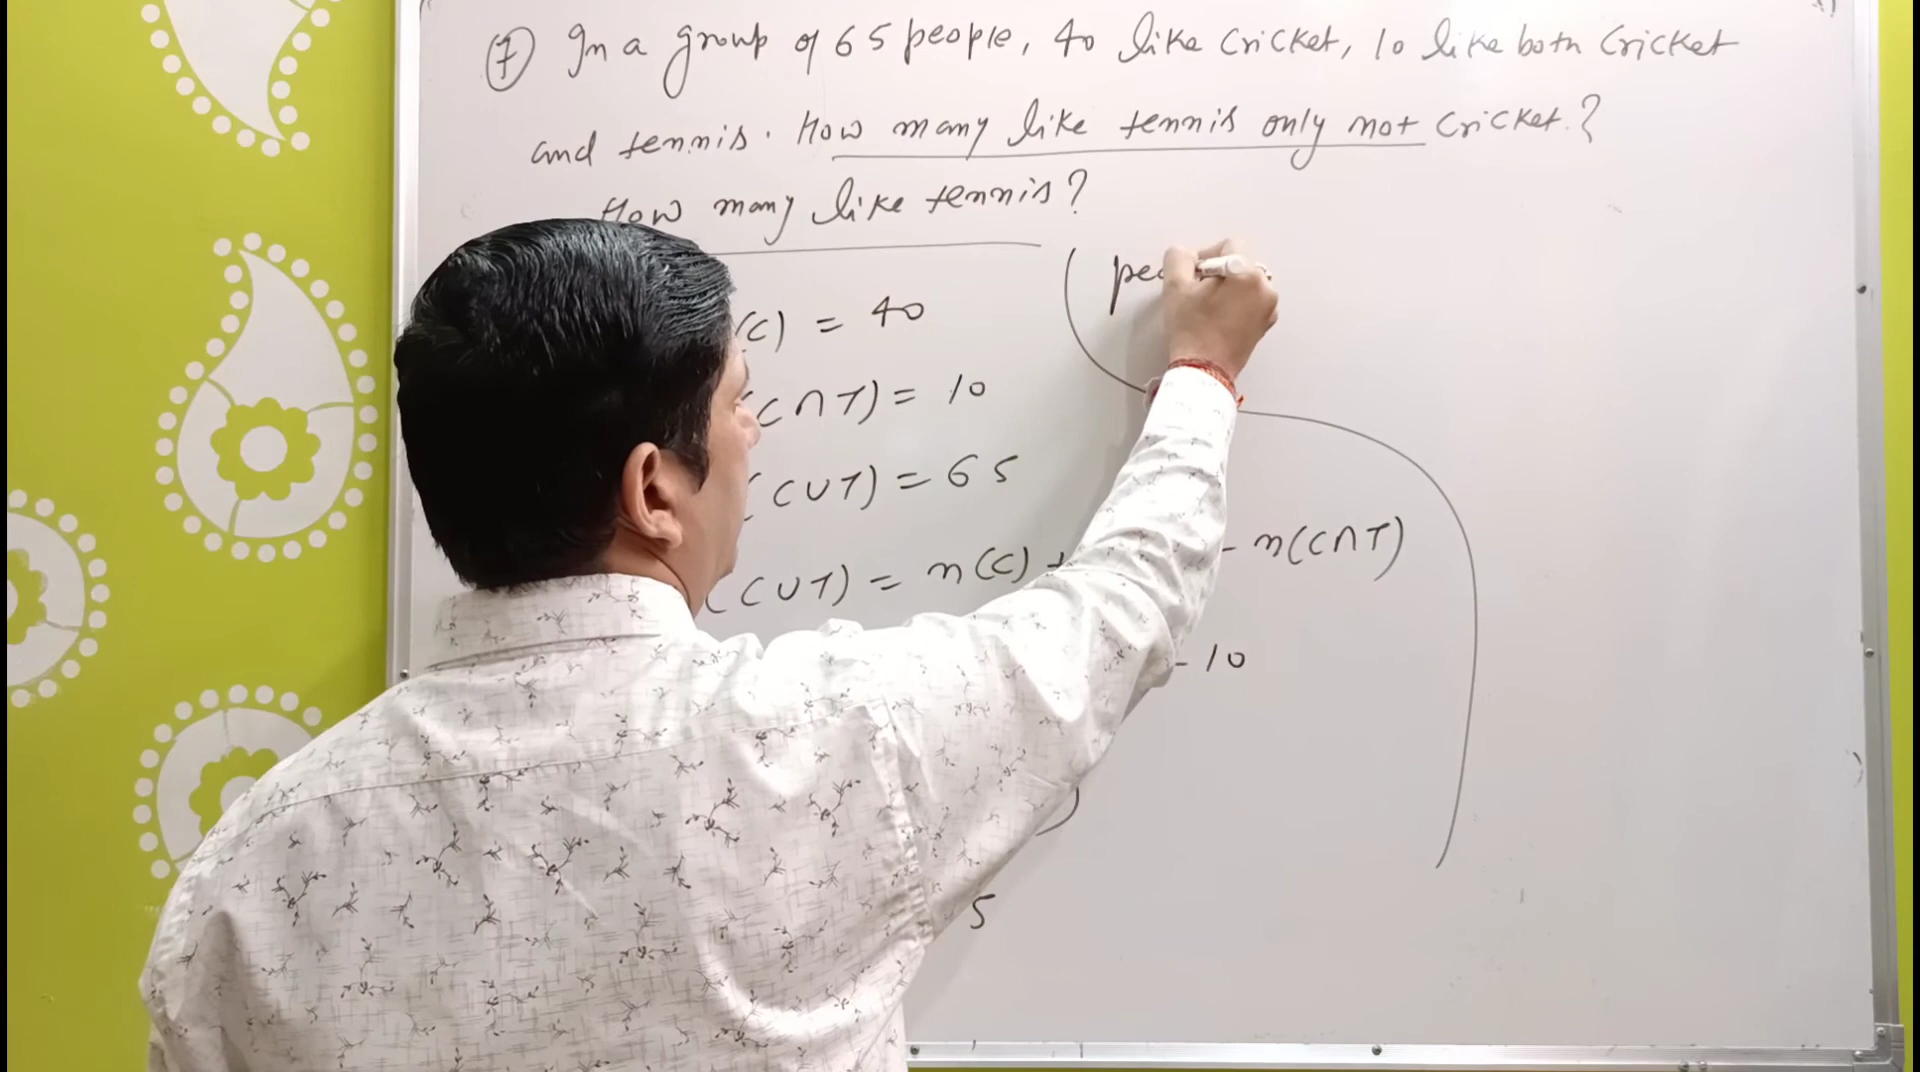 7 In a group of 65 people, 40 like cricket, 10 like both cricket
and tennis. How many like tennis only not cricket?
How many like tennis?
(C) = 40
(C∩T) = 10
(C∪T) = 65
(C∪T) = n(C) + - n(C∩T)
- 10
5